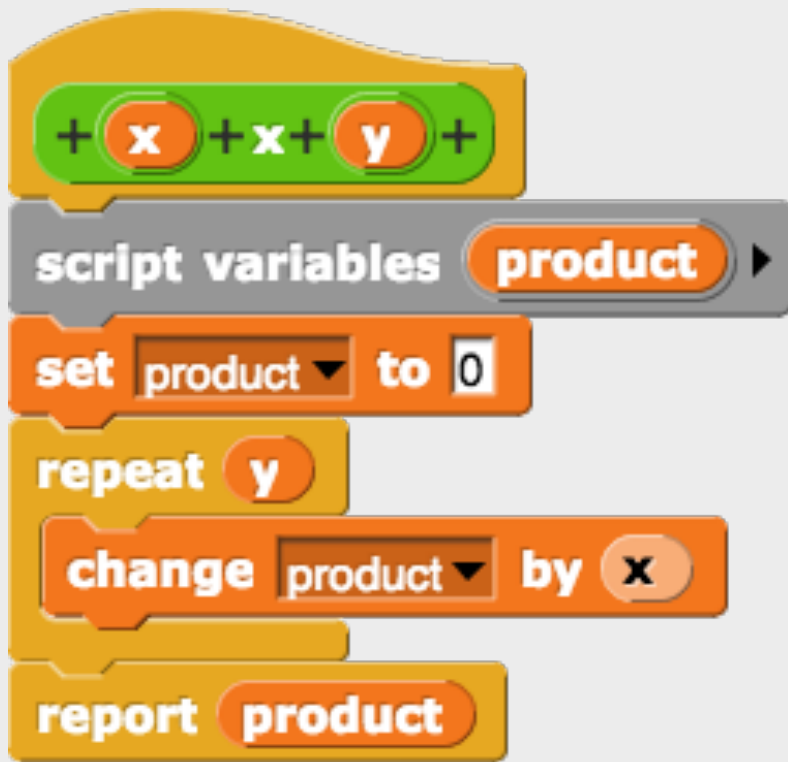 + x + x + y +
script variables product
set product to 0
repeat y
change product by x
report product